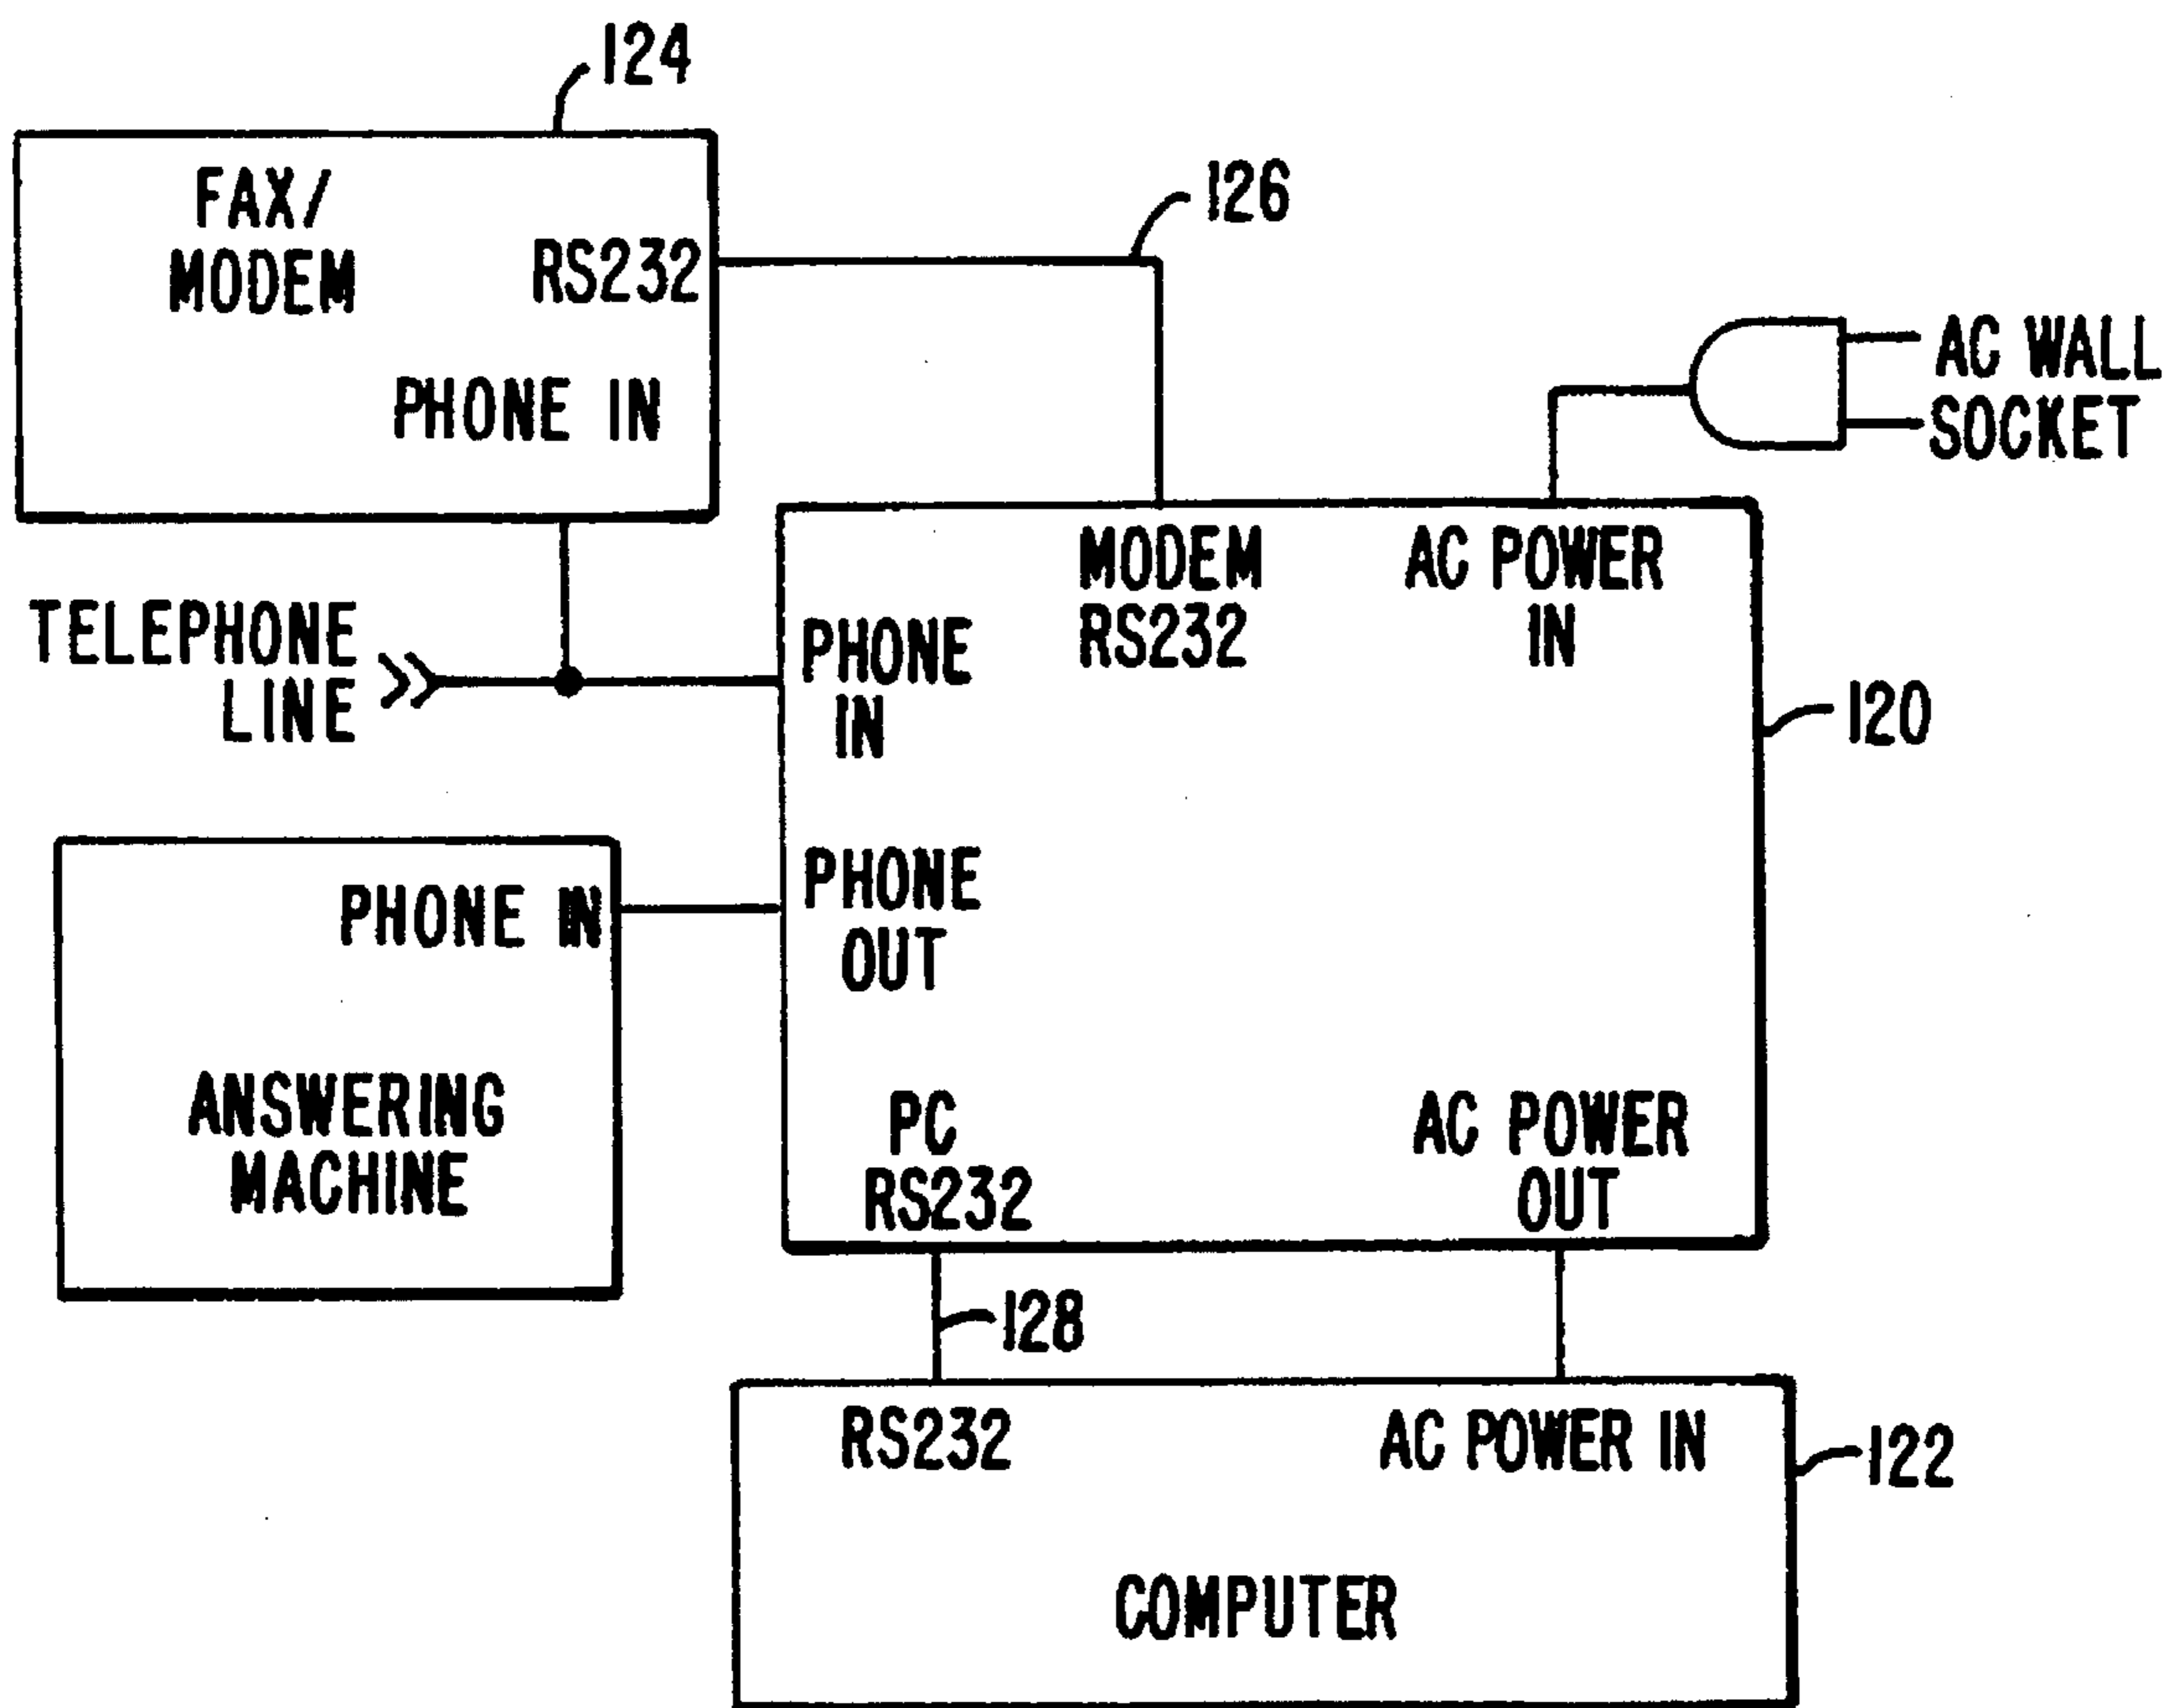 124
FAX/
MODEM
RS232
PHONE IN
126
AC WALL
SOCKET
TELEPHONE
LINE
MODEM
RS232
AC POWER
IN
PHONE
IN
120
PHONE
OUT
PHONE IN
ANSWERING
MACHINE
PC
RS232
AC POWER
OUT
128
RS232
AC POWER IN
122
COMPUTER